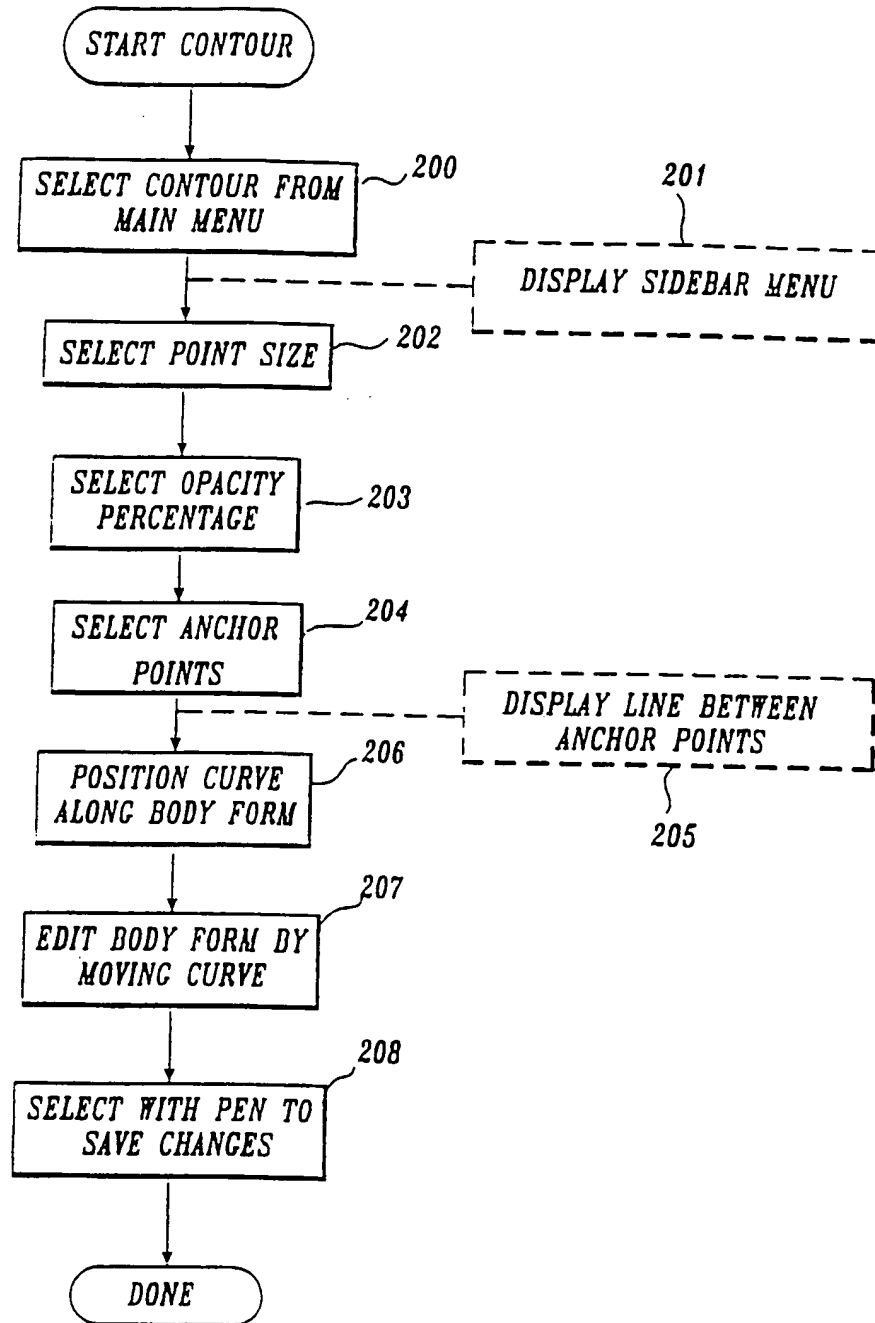 START CONTOUR
SELECT CONTOUR FROM
MAIN MENU
200
201
DISPLAY SIDEBAR MENU
SELECT POINT SIZE
202
SELECT OPACITY
PERCENTAGE
203
SELECT ANCHOR
POINTS
204
DISPLAY LINE BETWEEN
ANCHOR POINTS
205
POSITION CURVE
ALONG BODY FORM
206
EDIT BODY FORM BY
MOVING CURVE
207
SELECT WITH PEN TO
SAVE CHANGES
208
DONE